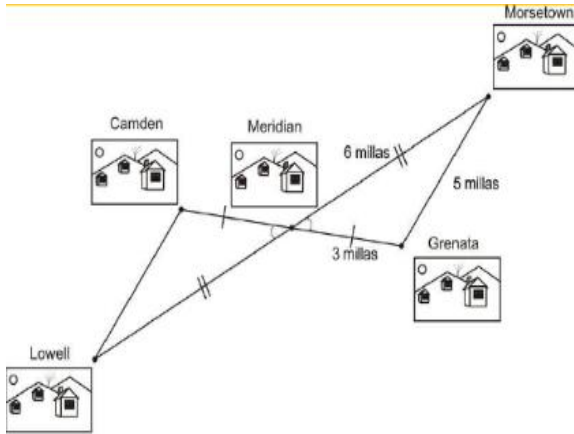 Morsetown
Camden
Meridian
6 millas
5 millas
3 millas
Grenata
Lowell